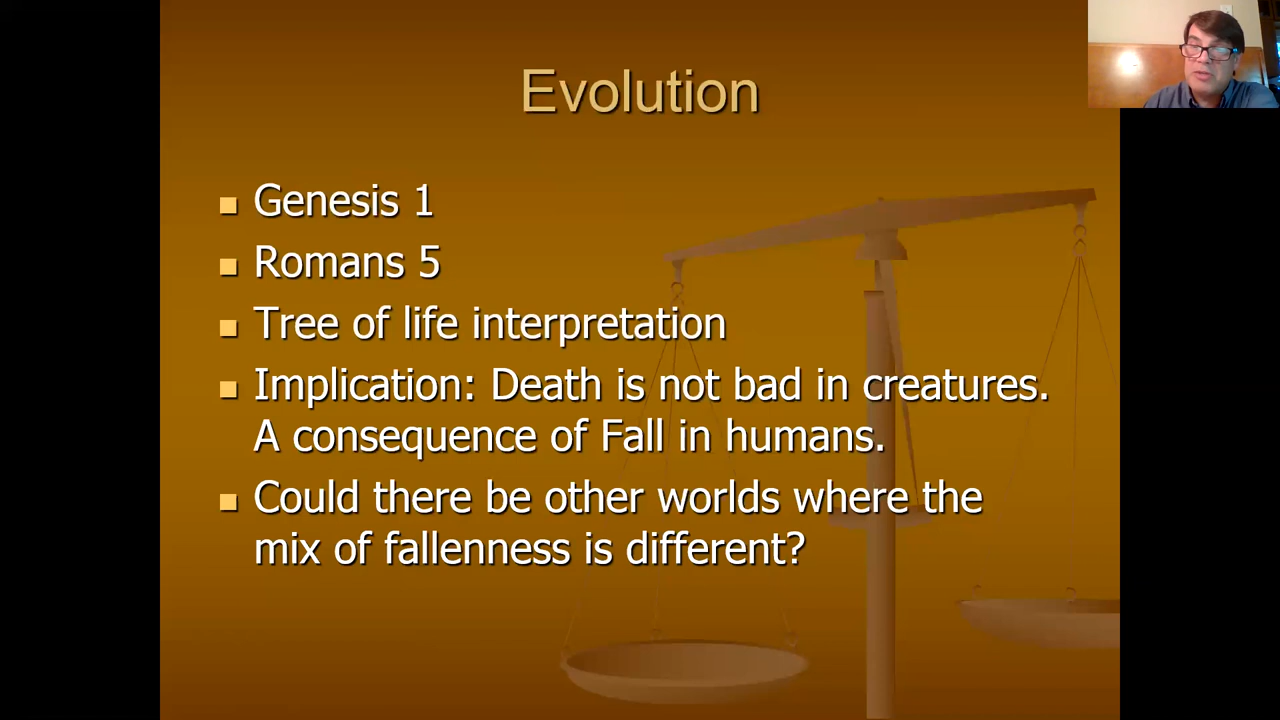 Evolution
Genesis 1
Romans 5
Tree of life interpretation
Implication: Death is not bad in creatures.
A consequence of Fall in humans.
Could there be other worlds where the
mix of fallenness is different?